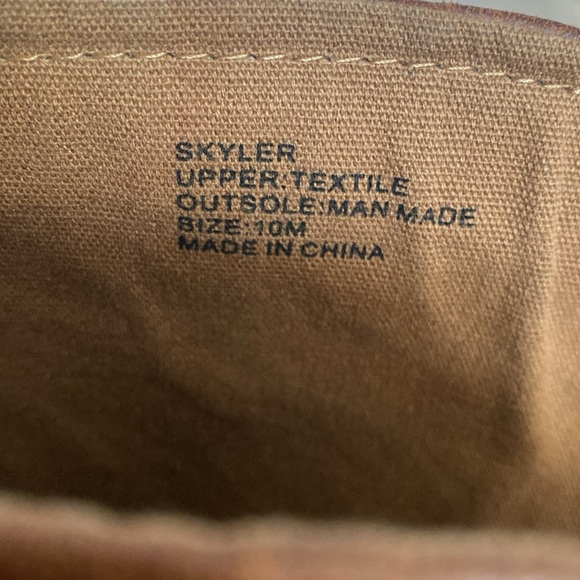 SKYLER
UPPER:TEXTILE
OUTSOLE:MAN MADE
SIZE:10M
MADE IN CHINA